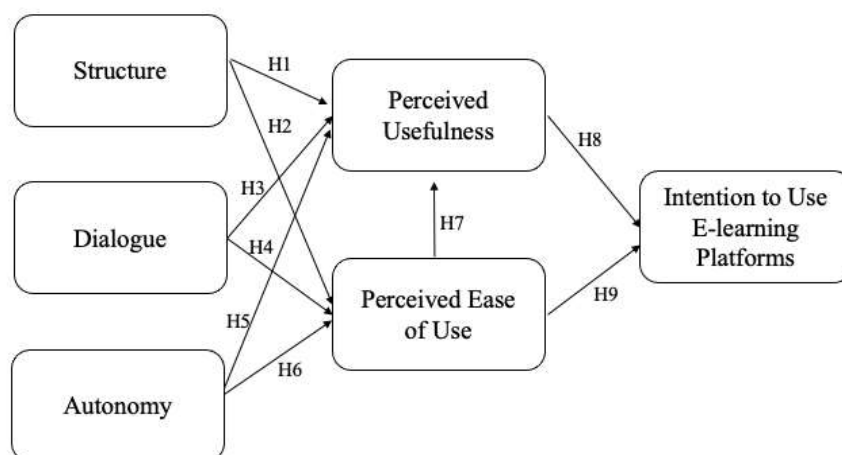 Structure
H1
Perceived
Usefulness
H2
H8
H3
Dialogue
H4
H7
Intention to Use
E-learning
Platforms
Perceived Ease
of Use
H9
H5
H6
Autonomy